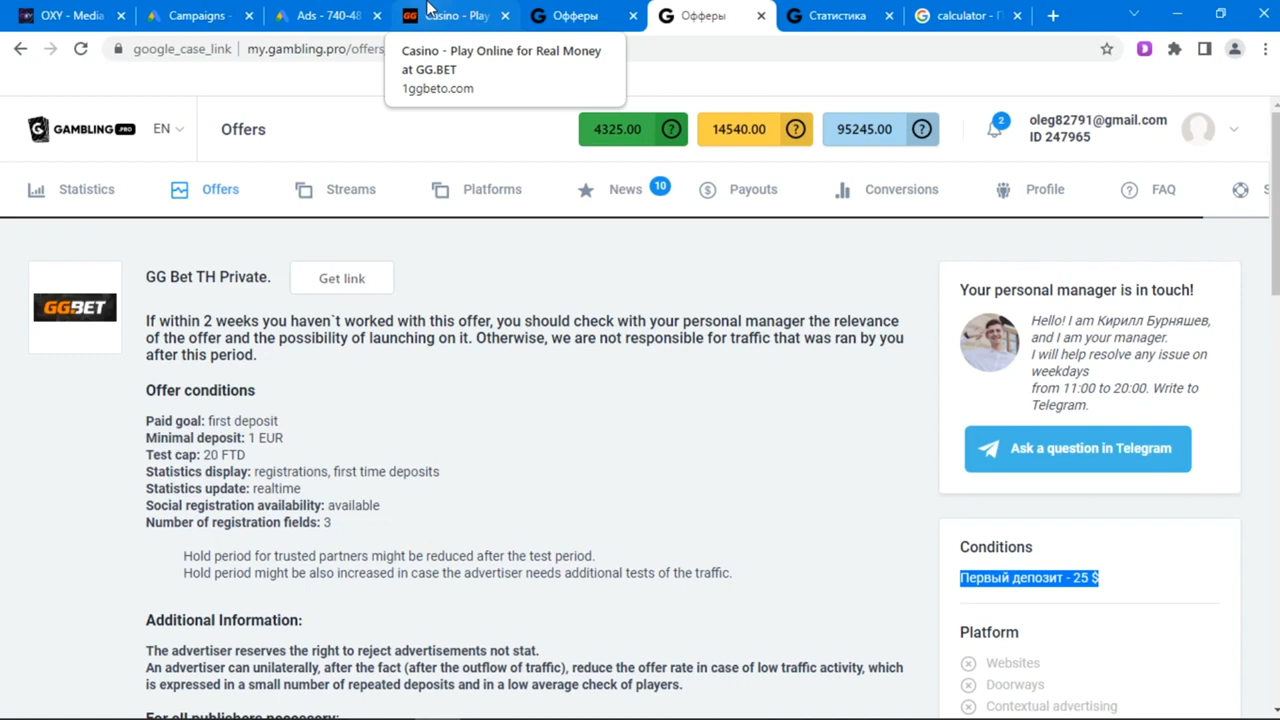 OXY - Media
Campaigns -
Ads - 740-48
Casino - Play
Офферы
Офферы
Статистика
calculator - П
google_case_link
my.gambling.pro/offers
Casino - Play Online for Real Money
at GG.BET
1ggbeto.com
GAMBLING.PRO
EN
Offers
4325.00
?
14540.00
?
95245.00
?
2
oleg82791@gmail.com
ID 247965
Statistics
Offers
Streams
Platforms
News
10
Payouts
Conversions
Profile
FAQ
S
GG.BET
GG Bet TH Private.
Get link
If within 2 weeks you haven`t worked with this offer, you should check with your personal manager the relevance
of the offer and the possibility of launching on it. Otherwise, we are not responsible for traffic that was ran by you
after this period.
Offer conditions
Paid goal: first deposit
Minimal deposit: 1 EUR
Test cap: 20 FTD
Statistics display: registrations, first time deposits
Statistics update: realtime
Social registration availability: available
Number of registration fields: 3
Hold period for trusted partners might be reduced after the test period.
Hold period might be also increased in case the advertiser needs additional tests of the traffic.
Additional Information:
The advertiser reserves the right to reject advertisements not stat.
An advertiser can unilaterally, after the fact (after the outflow of traffic), reduce the offer rate in case of low traffic activity, which
is expressed in a small number of repeated deposits and in a low average check of players.
For all publishers necessary:
Your personal manager is in touch!
Hello! I am Кирилл Бурняшев,
and I am your manager.
I will help resolve any issue on
weekdays
from 11:00 to 20:00. Write to
Telegram.
Ask a question in Telegram
Conditions
Первый депозит - 25 $
Platform
Websites
Doorways
Contextual advertising